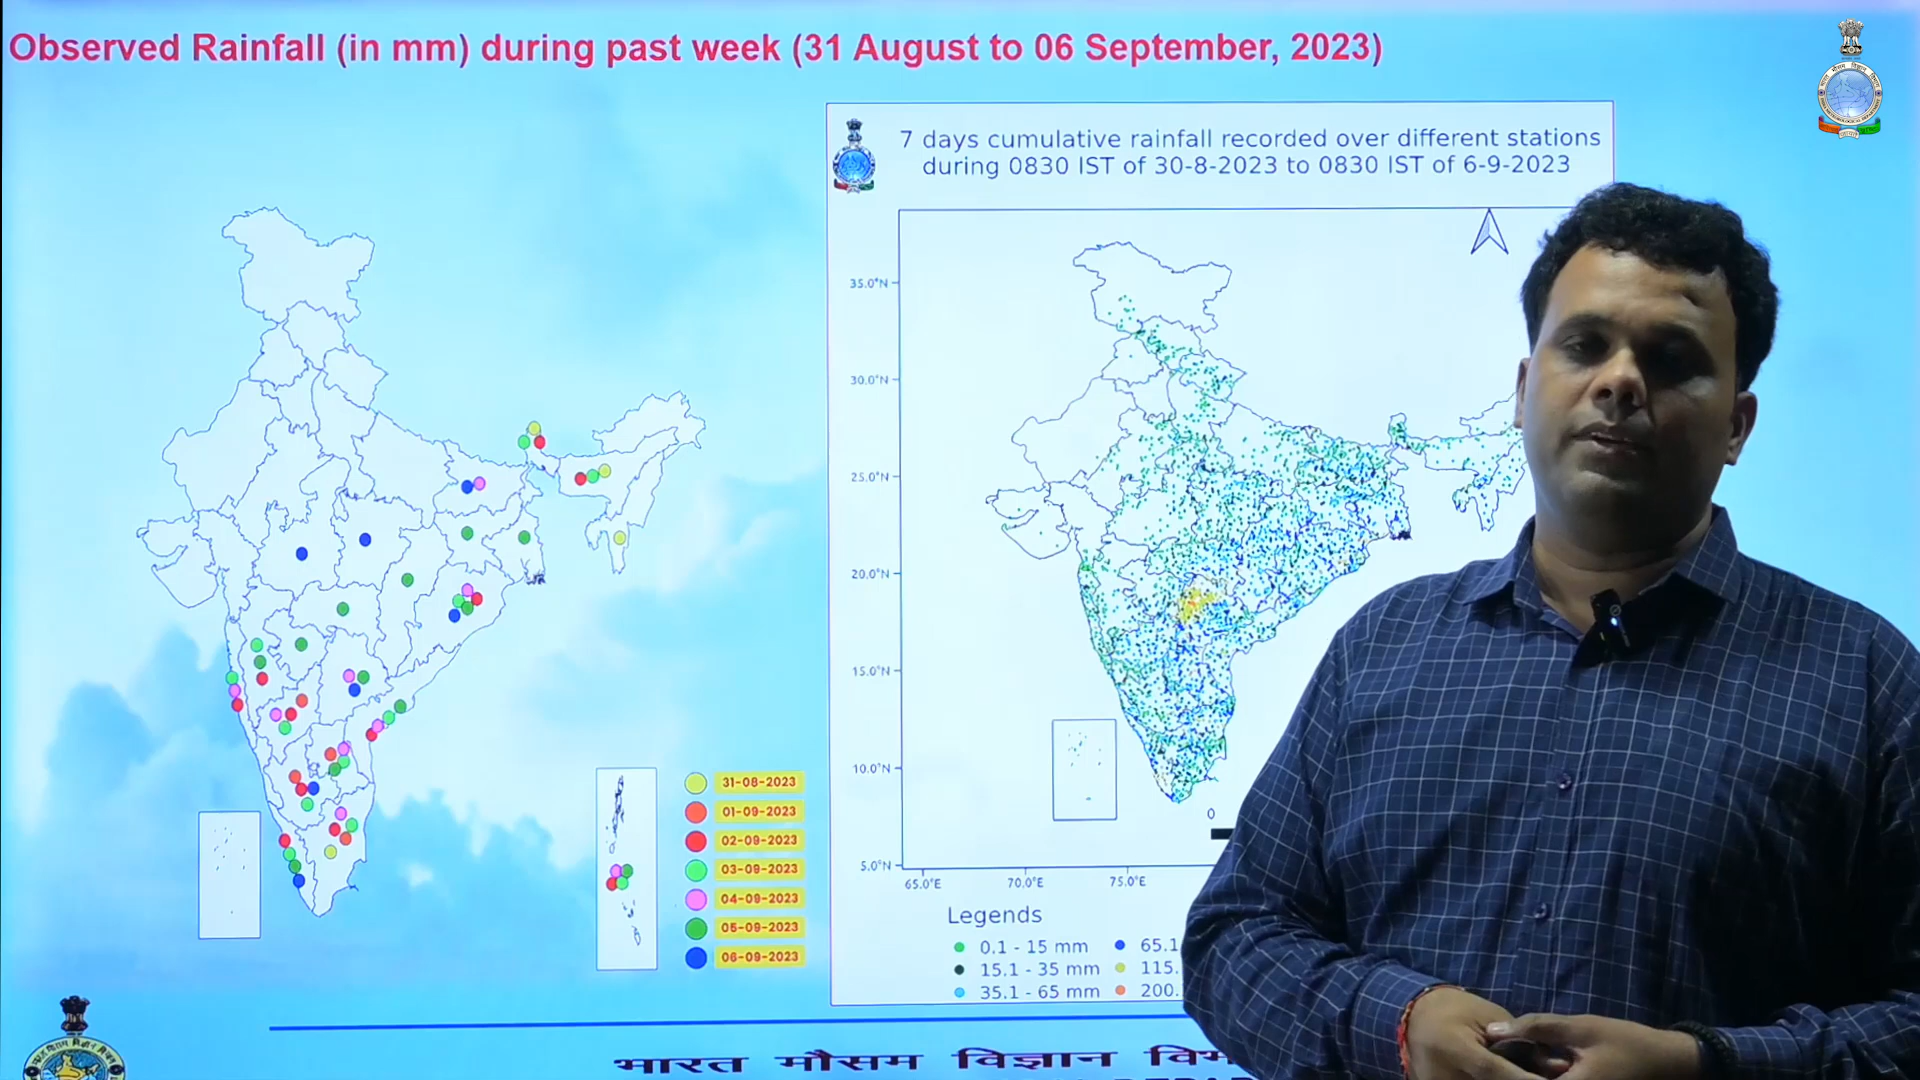 Observed Rainfall (in mm) during past week (31 August to 06 September, 2023)
7 days cumulative rainfall recorded over different stations
during 0830 IST of 30-8-2023 to 0830 IST of 6-9-2023
35.0°N
30.0°N
25.0°N
20.0°N
15.0°N
10.0°N
5.0°N
65.0°E 70.0°E 75.0°E
0
31-08-2023
01-09-2023
02-09-2023
03-09-2023
04-09-2023
05-09-2023
06-09-2023
Legends
0.1 - 15 mm 65.1
15.1 - 35 mm 115.
35.1 - 65 mm 200.
भारत मौसम विज्ञान